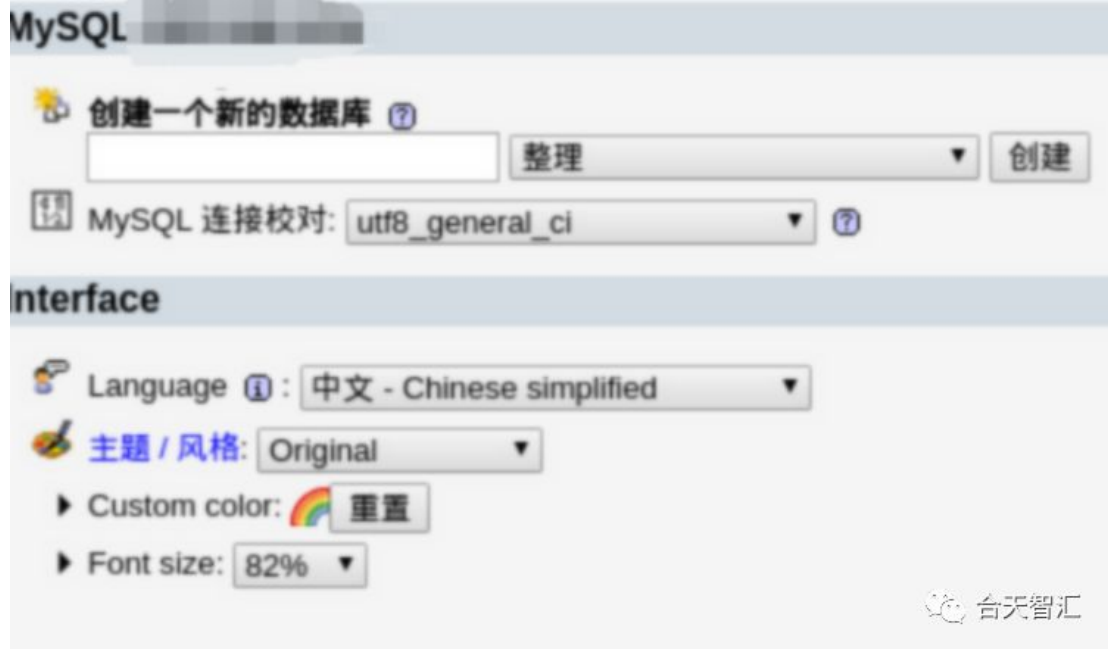 MySQL
创建一个新的数据库
整理 创建
MySQL 连接校对: utf8_general_ci
Interface
Language : 中文 - Chinese simplified
主题 / 风格: Original
Custom color: 重置
Font size: 82%
合天智汇